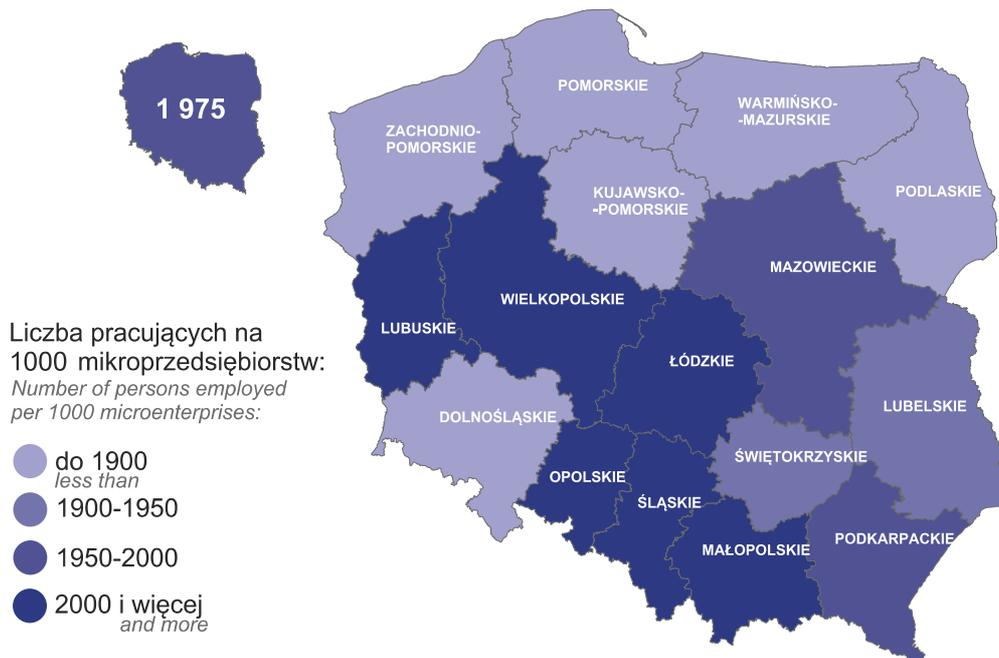 1 975
POMORSKIE
WARMIŃSKO-
-MAZURSKIE
ZACHODNIO-
POMORSKIE
KUJAWSKO-
-POMORSKIE
PODLASKIE
MAZOWIECKIE
WIELKOPOLSKIE
LUBUSKIE
ŁÓDZKIE
LUBELSKIE
DOLNOŚLĄSKIE
ŚWIĘTOKRZYSKIE
OPOLSKIE
ŚLĄSKIE
MAŁOPOLSKIE
PODKARPACKIE
Liczba pracujących na
1000 mikroprzedsiębiorstw:
Number of persons employed
per 1000 microenterprises:
do 1900
less than
1900-1950
1950-2000
2000 i więcej
and more